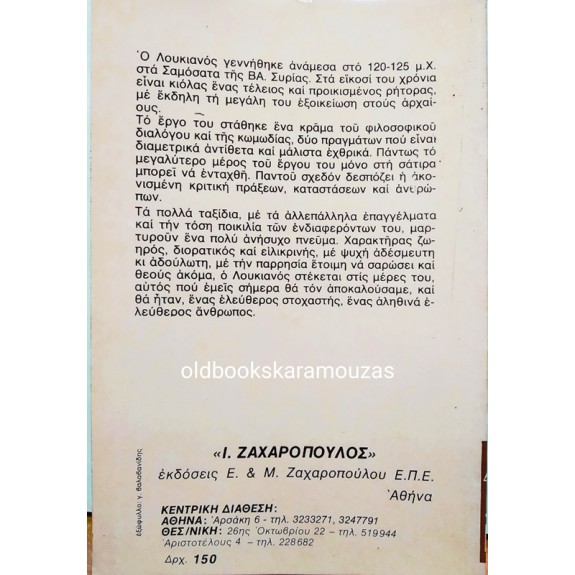 Ὁ Λουκιανός γεννήθηκε ἀνάμεσα στό 120-125 μ.Χ.
στά Σαμόσατα τῆς ΒΑ. Συρίας. Στά εἴκοσί του χρόνια
εἶναι κιόλας ἕνας τέλειος καί προικισμένος ρήτορας,
μέ ἔκδηλη τή μεγάλη του ἐξοικείωση στούς ἀρχαί-
ους.
Τό ἔργο του στάθηκε ἕνα κρᾶμα τοῦ φιλοσοφικοῦ
διαλόγου καί τῆς κωμωδίας, δύο πραγμάτων πού εἶναι
διαμετρικά ἀντίθετα καί μάλιστα ἐχθρικά. Πάντως τό
μεγαλύτερο μέρος τοῦ ἔργου του μόνο στή σάτιρα
μπορεῖ νά ἐνταχθῆ. Παντοῦ σχεδόν δεσπόζει ἡ ἀκο-
νισμένη κριτική πράξεων, καταστάσεων καί ἀνθρώ-
πων.
Τά πολλά ταξίδια, μέ τά ἀλλεπάλληλα ἐπαγγέλματα
καί τήν τόση ποικιλία τῶν ἐνδιαφερόντων του, μαρ-
τυροῦν ἕνα πολύ ἀνήσυχο πνεῦμα. Χαρακτῆρας ζω-
ηρός, διορατικός καί εἰλικρινής, μέ ψυχή ἀδέσμευτη
κι ἀδούλωτη, μέ τήν παρρησία ἕτοιμη νά σαρώσει καί
θεούς ἀκόμα, ὁ Λουκιανός στέκεται στίς μέρες του,
αὐτός πού ἐμεῖς σήμερα θά τόν ἀποκαλούσαμε, καί
θά ἦταν, ἕνας ἐλεύθερος στοχαστής, ἕνας ἀληθινά ἐ-
λεύθερος ἄνθρωπος.
oldbookskaramouzas
«Ι. ΖΑΧΑΡΟΠΟΥΛΟΣ»
ἐκδόσεις Ε. & Μ. Ζαχαροπούλου Ε.Π.Ε.
Ἀθήνα
ΚΕΝΤΡΙΚΗ ΔΙΑΘΕΣΗ:
ΑΘΗΝΑ: Ἀρσάκη 6 - τηλ. 3233271, 3247791
ΘΕΣ/ΝΙΚΗ: 26ης Ὀκτωβρίου 22 – τηλ. 519944
Ἀριστοτέλους 4 – τηλ. 228682
Δρχ. 150
ἐξώφυλλο: γ. βαλαβανίδης